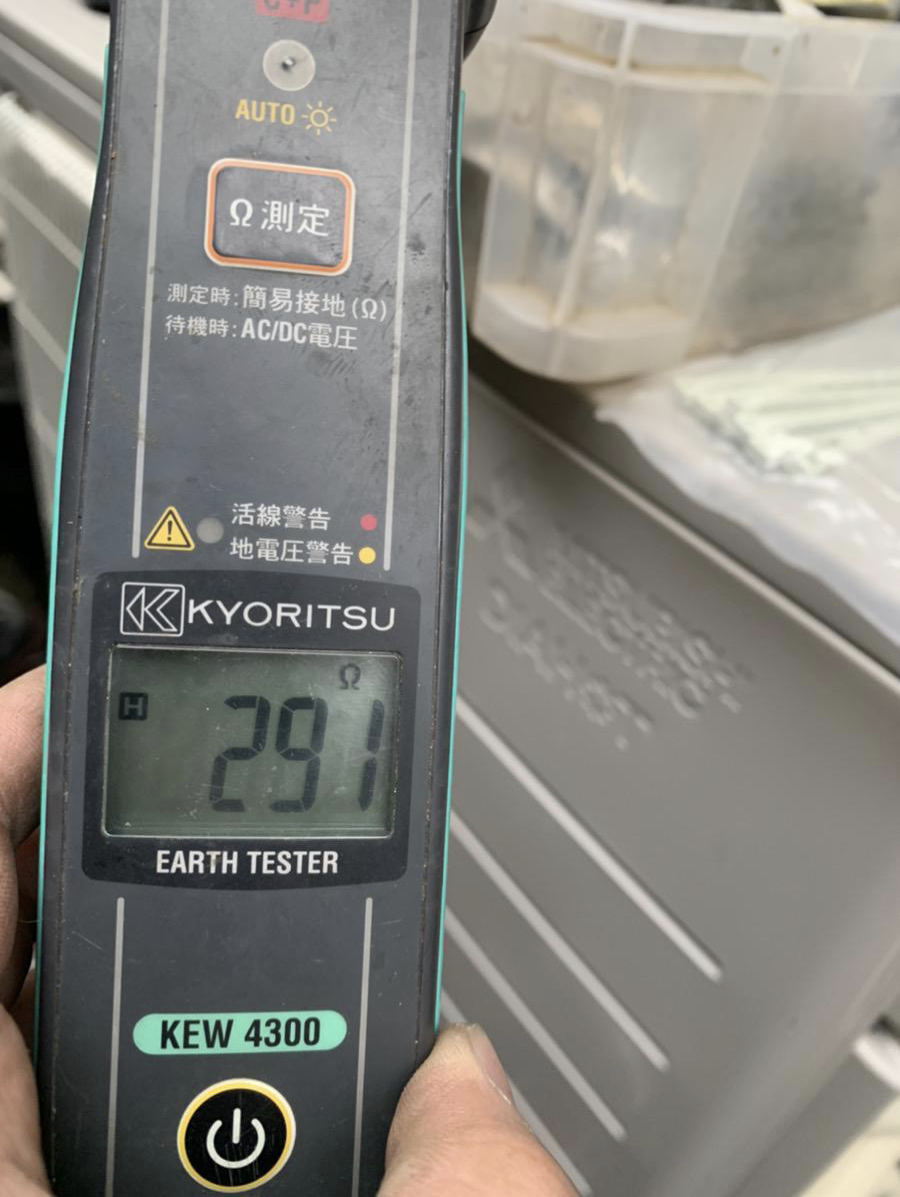 C+P
AUTO
Ω 測定
測定時:簡易接地(Ω)
待機時:AC/DC電圧
活線警告
地電圧警告
KYORITSU
Ω
H
291
EARTH TESTER
KEW 4300